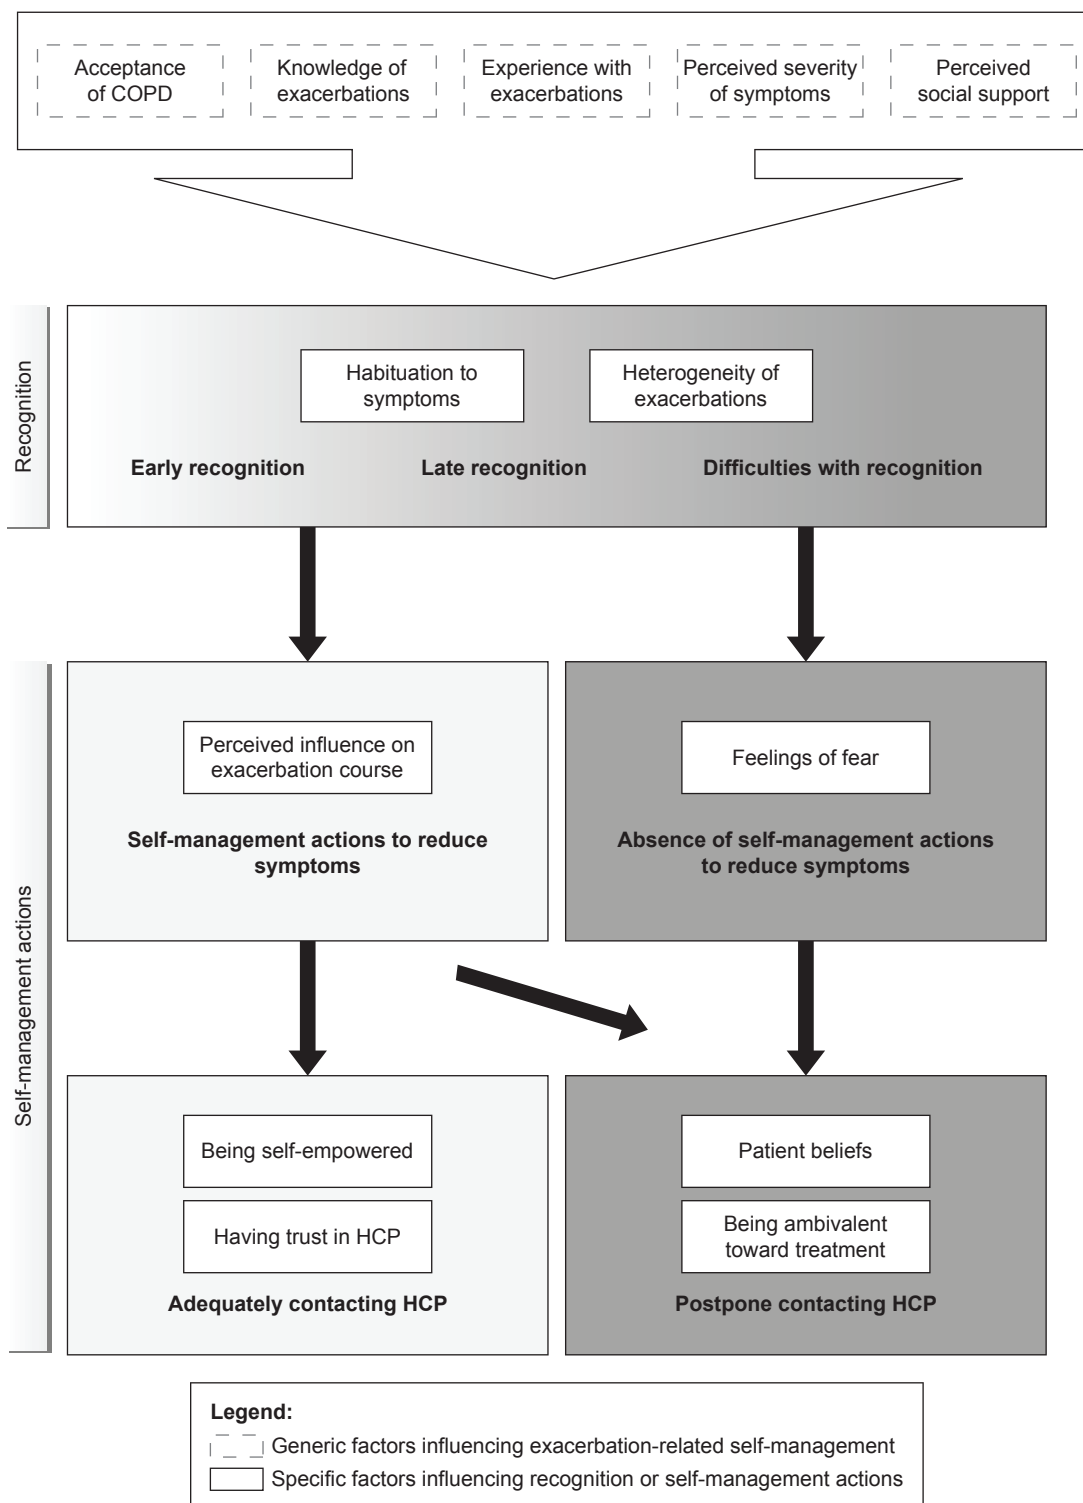 Acceptance
of COPD
Knowledge of
exacerbations
Experience with
exacerbations
Perceived severity
of symptoms
Perceived
social support
Recognition
Habituation to
symptoms
Heterogeneity of
exacerbations
Early recognition
Late recognition
Difficulties with recognition
Self-management actions
Perceived influence on
exacerbation course
Self-management actions to reduce
symptoms
Feelings of fear
Absence of self-management actions
to reduce symptoms
Being self-empowered
Having trust in HCP
Adequately contacting HCP
Patient beliefs
Being ambivalent
toward treatment
Postpone contacting HCP
Legend:
Generic factors influencing exacerbation-related self-management
Specific factors influencing recognition or self-management actions